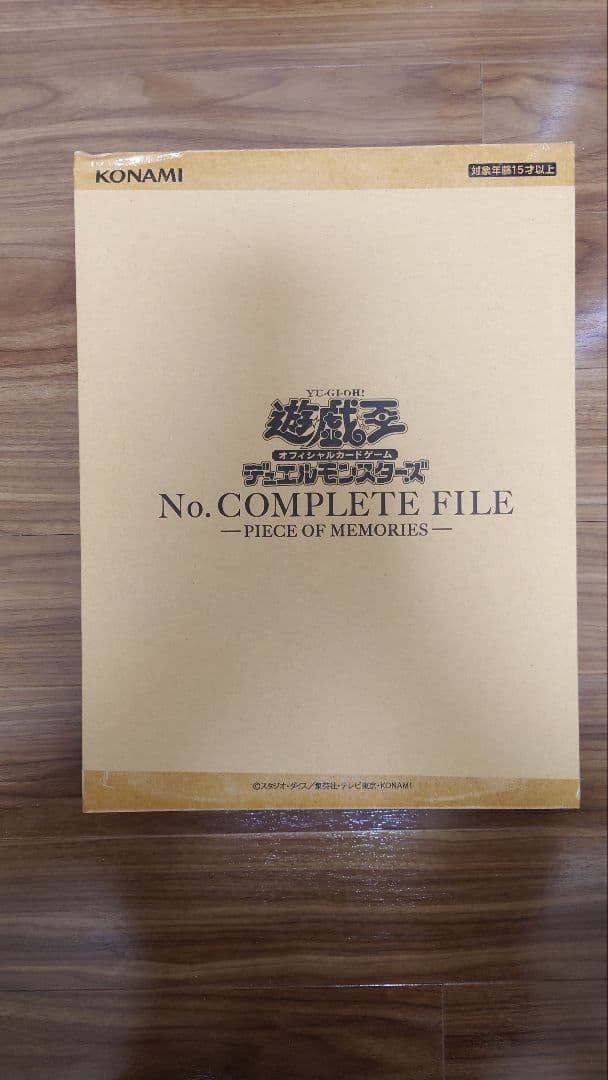 KONAMI
対象年齢15才以上
YU-GI-OH!
遊戯王
オフィシャルカードゲーム
デュエルモンスターズ
No. COMPLETE FILE
—PIECE OF MEMORIES—
©スタジオ・ダイス/集英社・テレビ東京・KONAMI